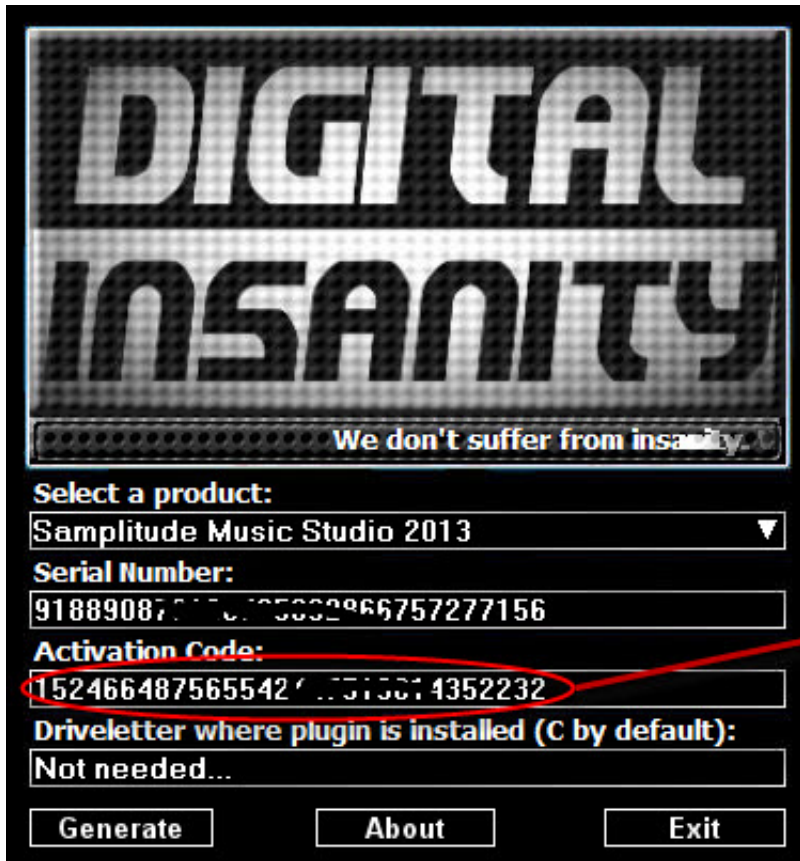 DIGITAL
INSANITY
We don't suffer from insanity.
Select a product:
Samplitude Music Studio 2013
Serial Number:
Activation Code:
Driveletter where plugin is installed (C by default):
Not needed...
Generate
About
Exit